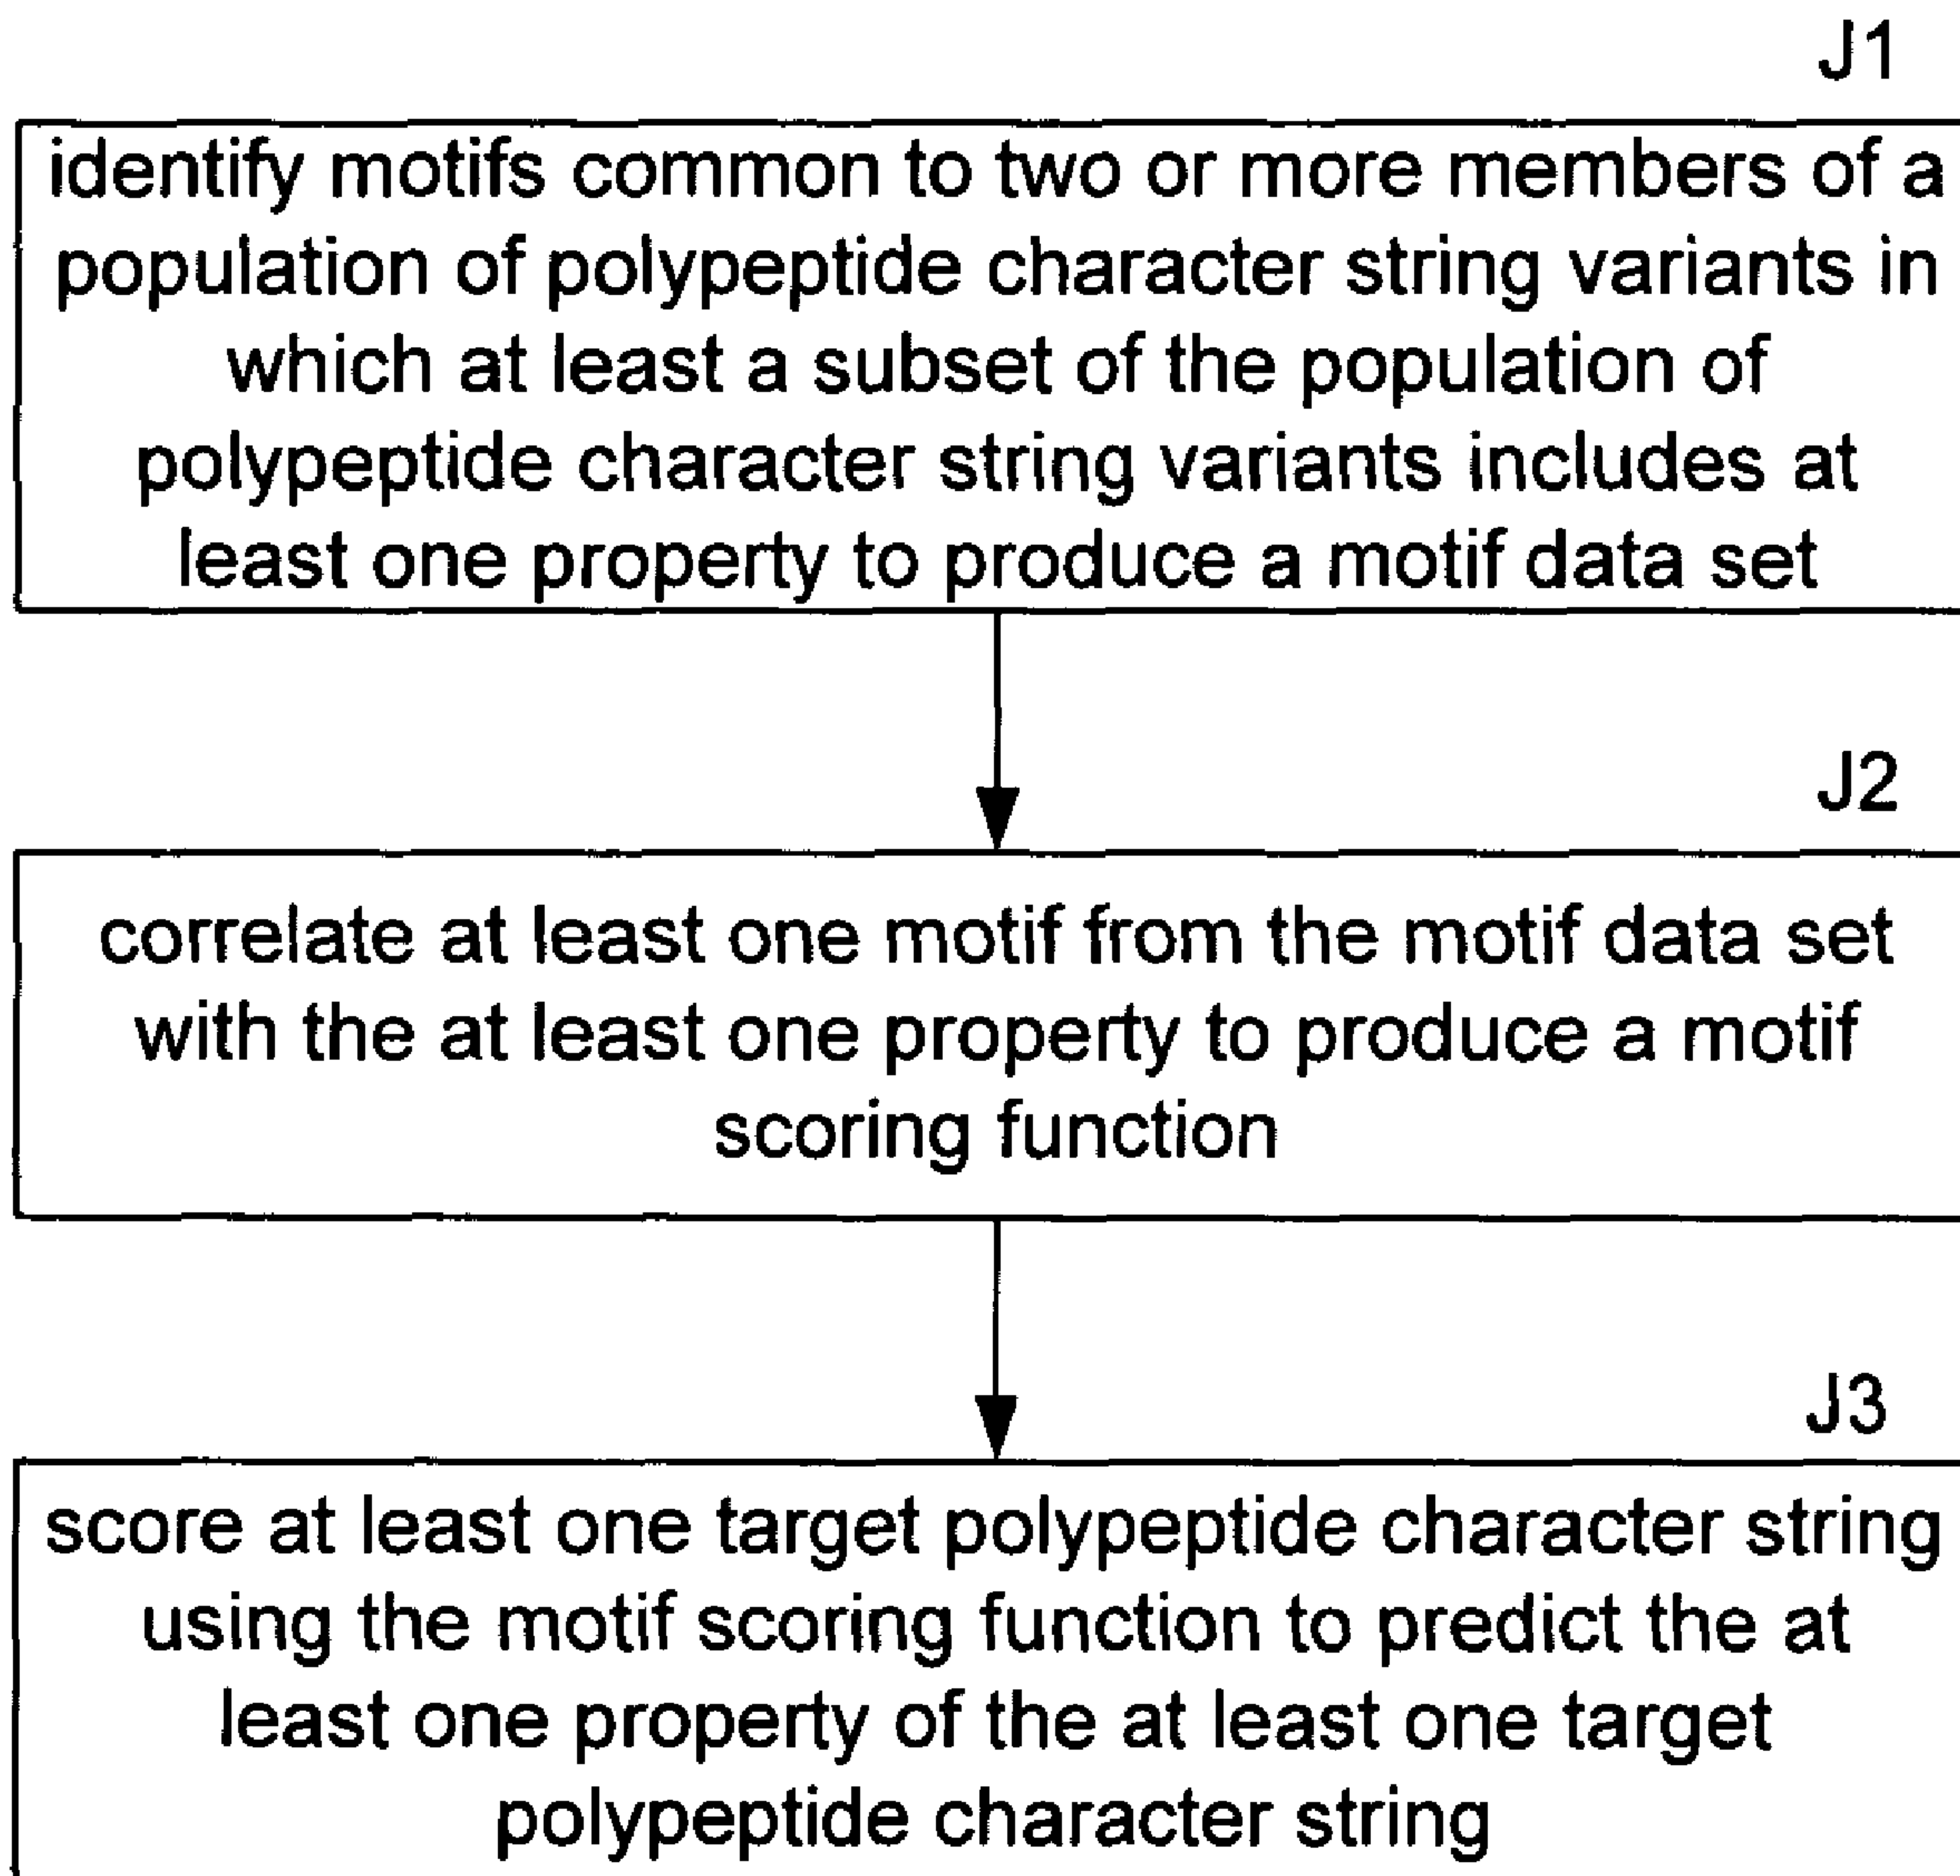 J1
identify motifs common to two or more members of a
population of polypeptide character string variants in
which at least a subset of the population of
polypeptide character string variants includes at
least one property to produce a motif data set
J2
correlate at least one motif from the motif data set
with the at least one property to produce a motif
scoring function
J3
score at least one target polypeptide character string
using the motif scoring function to predict the at
least one property of the at least one target
polypeptide character string